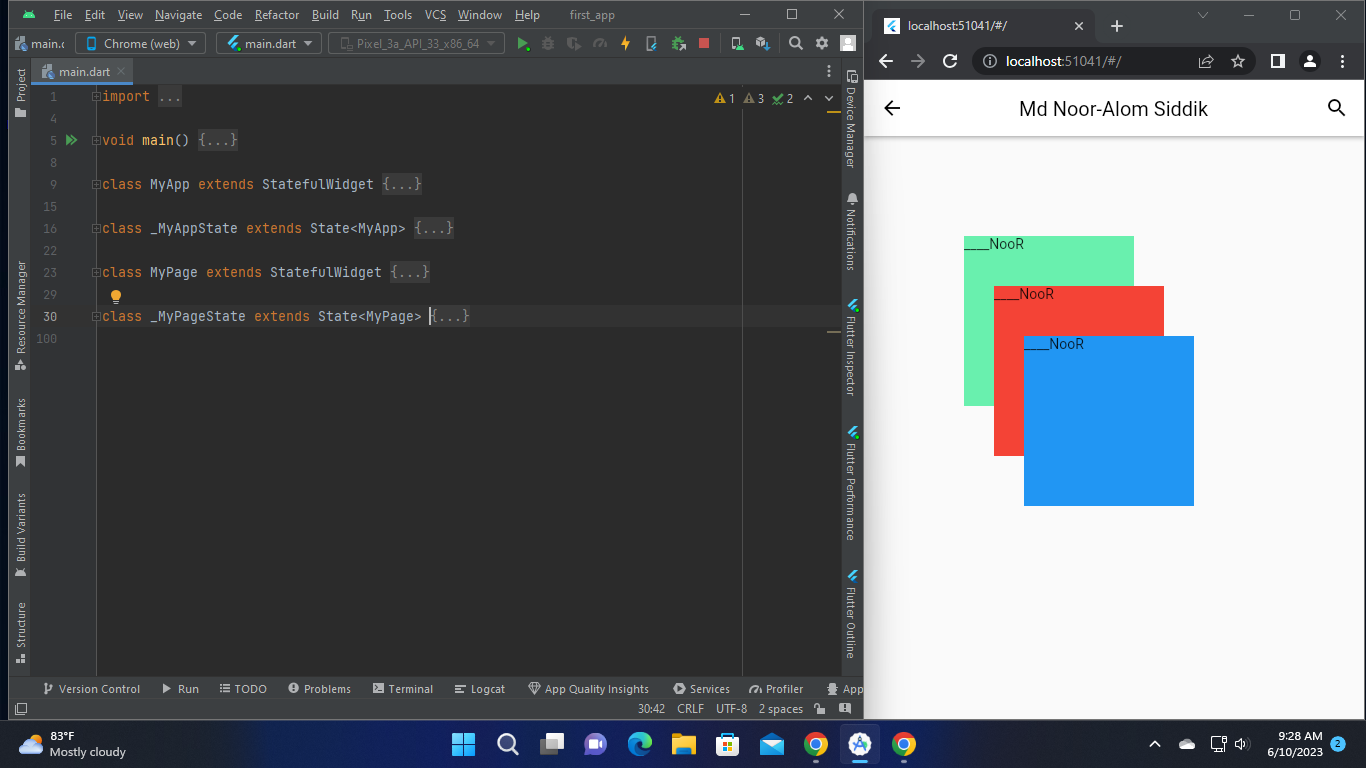 File Edit View Navigate Code Refactor Build Run Tools VCS Window Help first_app
main.c Chrome (web) main.dart Pixel_3a_API_33_x86_64
main.dart
Project
Resource Manager
Bookmarks
Build Variants
Structure
1 import ...
4
5 void main() {...}
8
9 class MyApp extends StatefulWidget {...}
15
16 class _MyAppState extends State<MyApp> {...}
22
23 class MyPage extends StatefulWidget {...}
29
30 class _MyPageState extends State<MyPage> {...}
100
1 3 2
Device Manager
Notifications
Flutter Inspector
Flutter Performance
Flutter Outline
Version Control Run TODO Problems Terminal Logcat App Quality Insights Services Profiler App
30:42 CRLF UTF-8 2 spaces
localhost:51041/#/
localhost:51041/#/
Md Noor-Alom Siddik
____NooR
____NooR
____NooR
83°F
Mostly cloudy
9:28 AM
6/10/2023
2